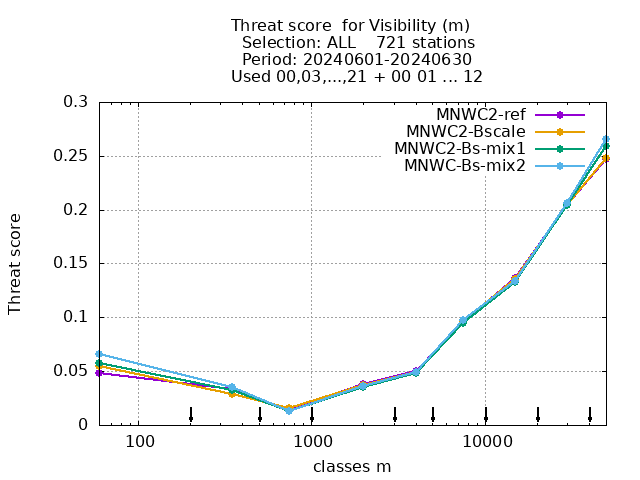 Threat score  for Visibility (m)
Selection: ALL    721 stations
Period: 20240601-20240630
Used 00,03,...,21 + 00 01 ... 12
MNWC2-ref
MNWC2-Bscale
MNWC2-Bs-mix1
MNWC-Bs-mix2
0.3
0.25
0.2
0.15
0.1
0.05
0
Threat score
100
1000
10000
classes m